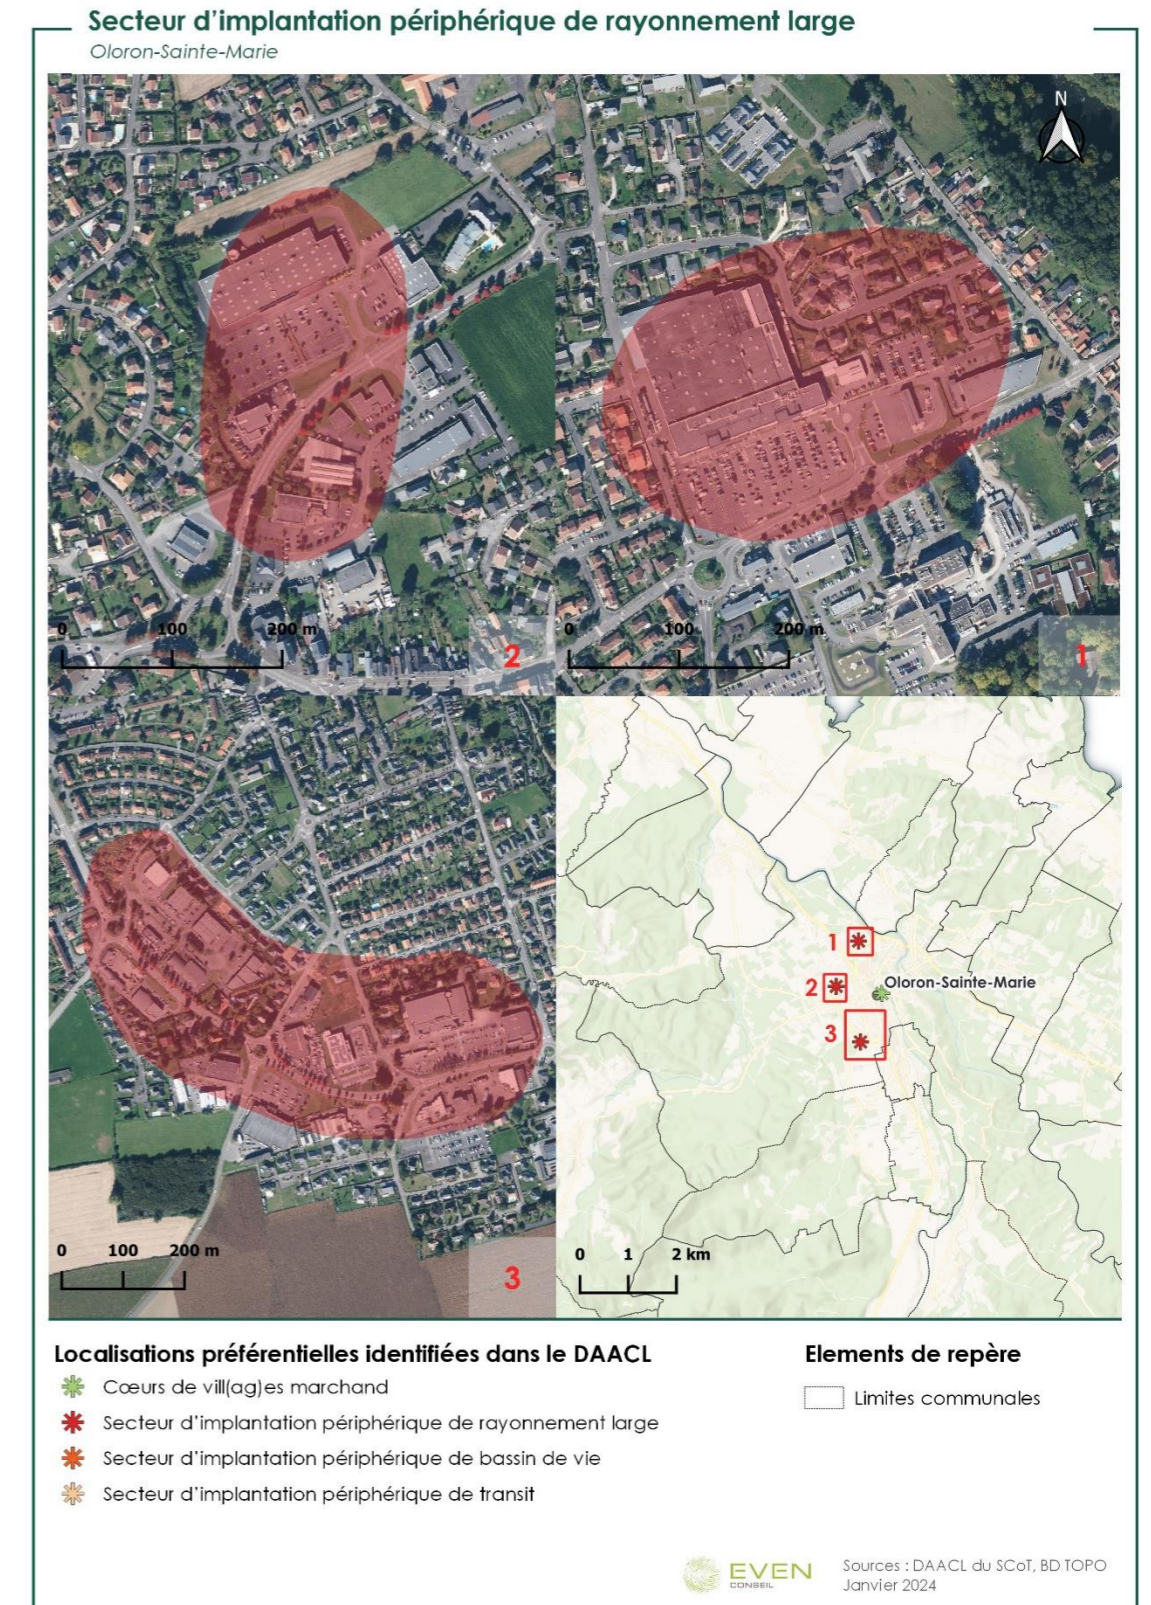 Secteur d’implantation périphérique de rayonnement large
Oloron-Sainte-Marie
N
0 100 200 m
2
0 100 200 m
1
0 100 200 m
3
1
2
Oloron-Sainte-Marie
3
0 1 2 km
Localisations préférentielles identifiées dans le DAACL
Cœurs de vill(ag)es marchand
Secteur d’implantation périphérique de rayonnement large
Secteur d’implantation périphérique de bassin de vie
Secteur d’implantation périphérique de transit
Elements de repère
Limites communales
EVEN
CONSEIL
Sources : DAACL du SCoT, BD TOPO
Janvier 2024